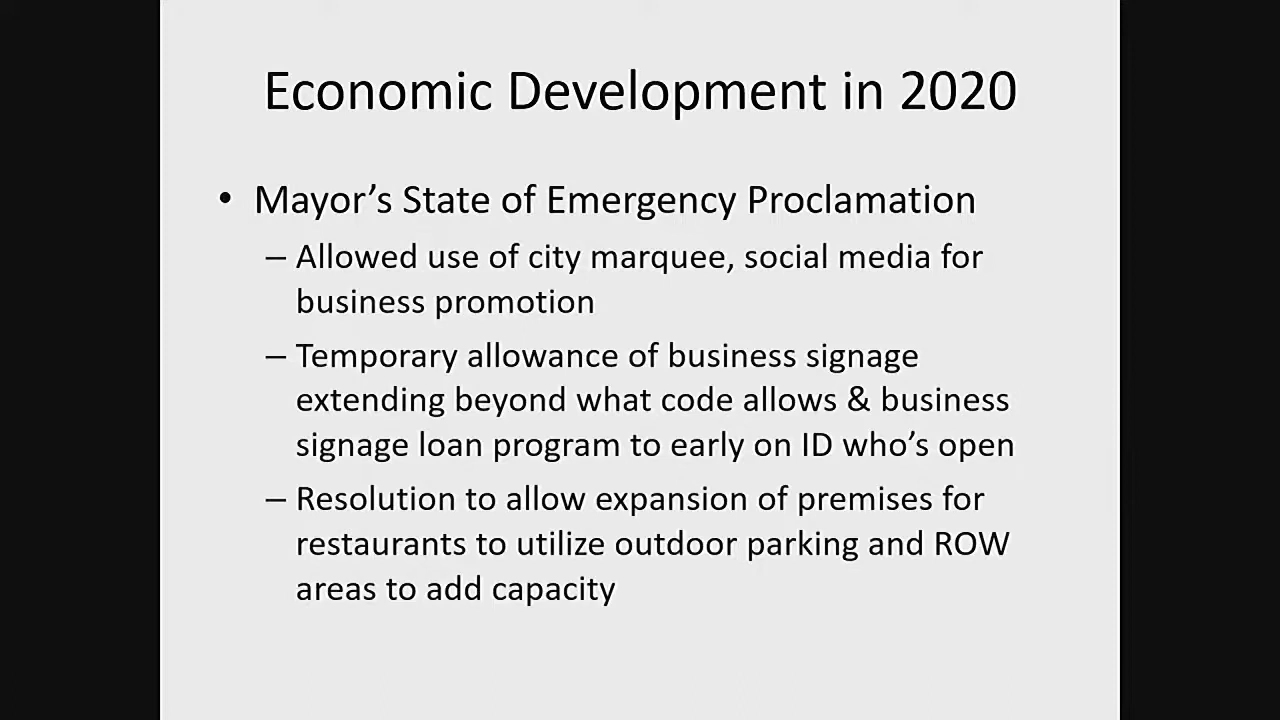 Economic Development in 2020
• Mayor’s State of Emergency Proclamation
– Allowed use of city marquee, social media for
business promotion
– Temporary allowance of business signage
extending beyond what code allows & business
signage loan program to early on ID who’s open
– Resolution to allow expansion of premises for
restaurants to utilize outdoor parking and ROW
areas to add capacity